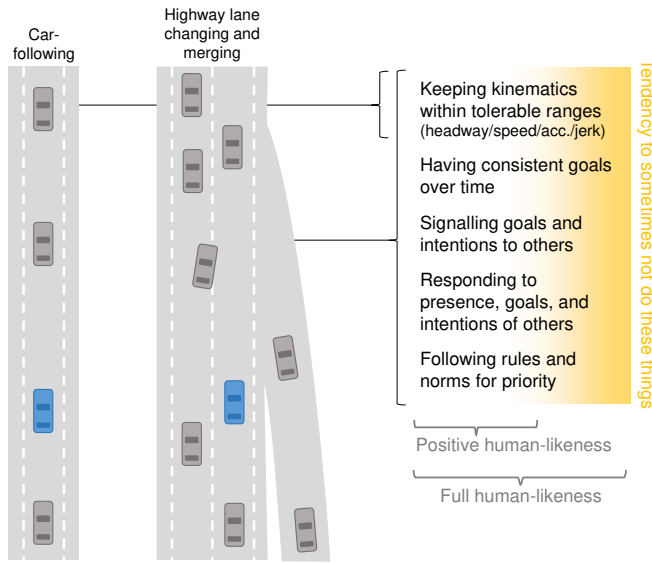 Car-
following
Highway lane
changing and
merging
Keeping kinematics
within tolerable ranges
(headway/speed/acc./jerk)
Having consistent goals
over time
Signalling goals and
intentions to others
Responding to
presence, goals, and
intentions of others
Following rules and
norms for priority
Tendency to sometimes not do these things
Positive human-likeness
Full human-likeness